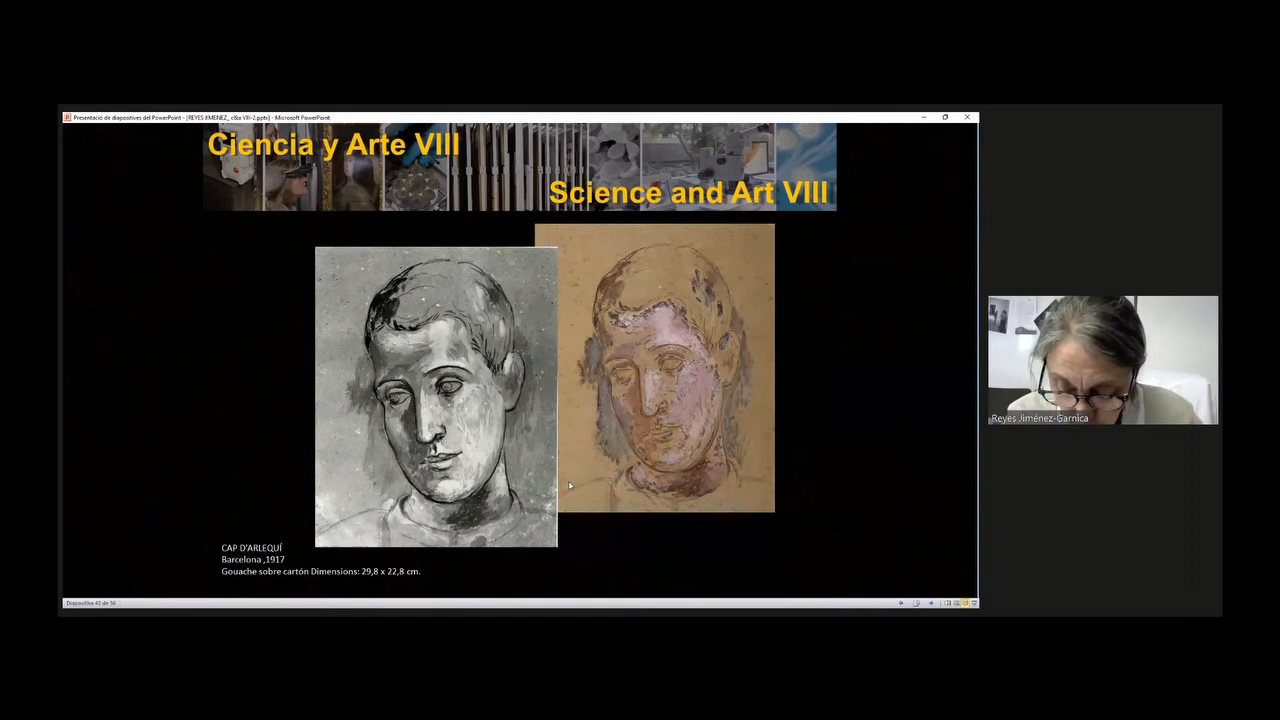 Presentació de diapositives del PowerPoint - [REYES JIMENEZ_ c&a VIII-2.pptx] - Microsoft PowerPoint
Ciencia y Arte VIII
Science and Art VIII
CAP D'ARLEQUÍ
Barcelona ,1917
Gouache sobre cartón Dimensions: 29,8 x 22,8 cm.
Reyes Jiménez-Garnica
Diapositiva 43 de 56